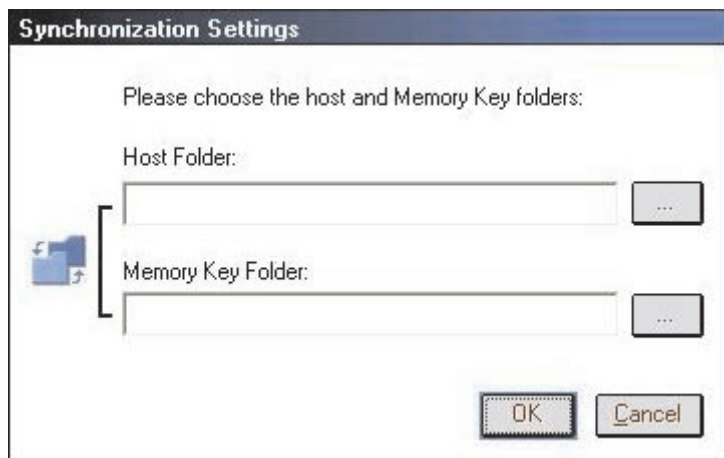 Synchronization Settings
Please choose the host and Memory Key folders:
Host Folder:
...
Memory Key Folder:
...
OK Cancel